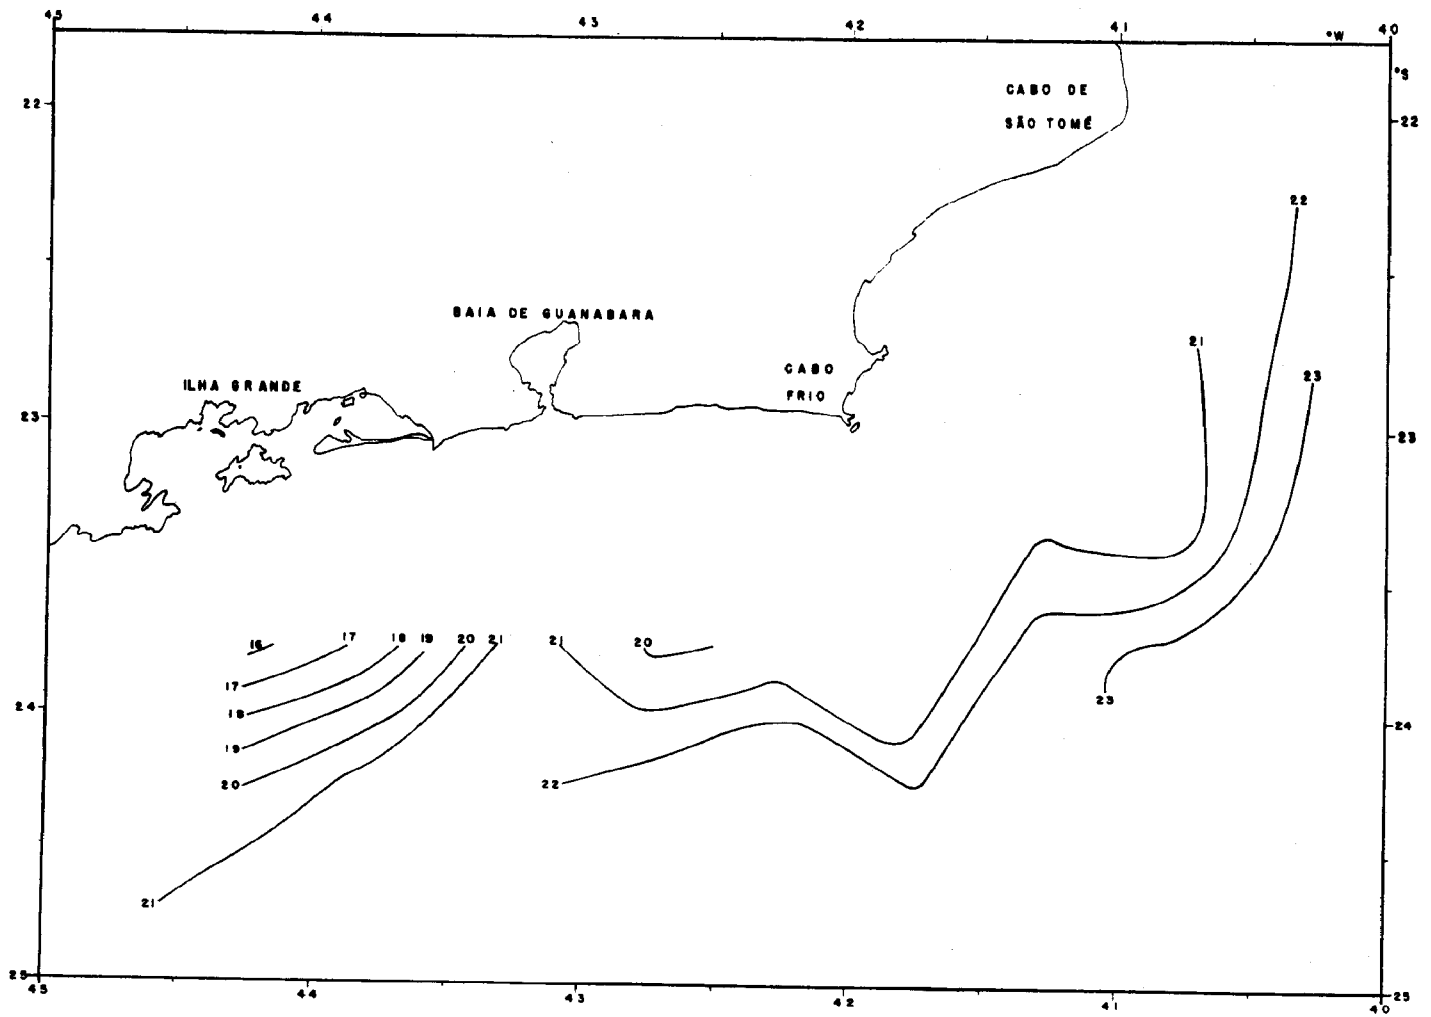 45 44 43 42 41 40
°W
°S
22 22
CABO DE
SÃO TOMÉ
22
BAIA DE GUANABARA
21
CABO
FRIO
23
ILHA GRANDE
23 23
16 17 18 19 20 21 21 20
17
18
19
20
22
23
24 24
21
25 25
45 44 43 42 41 40